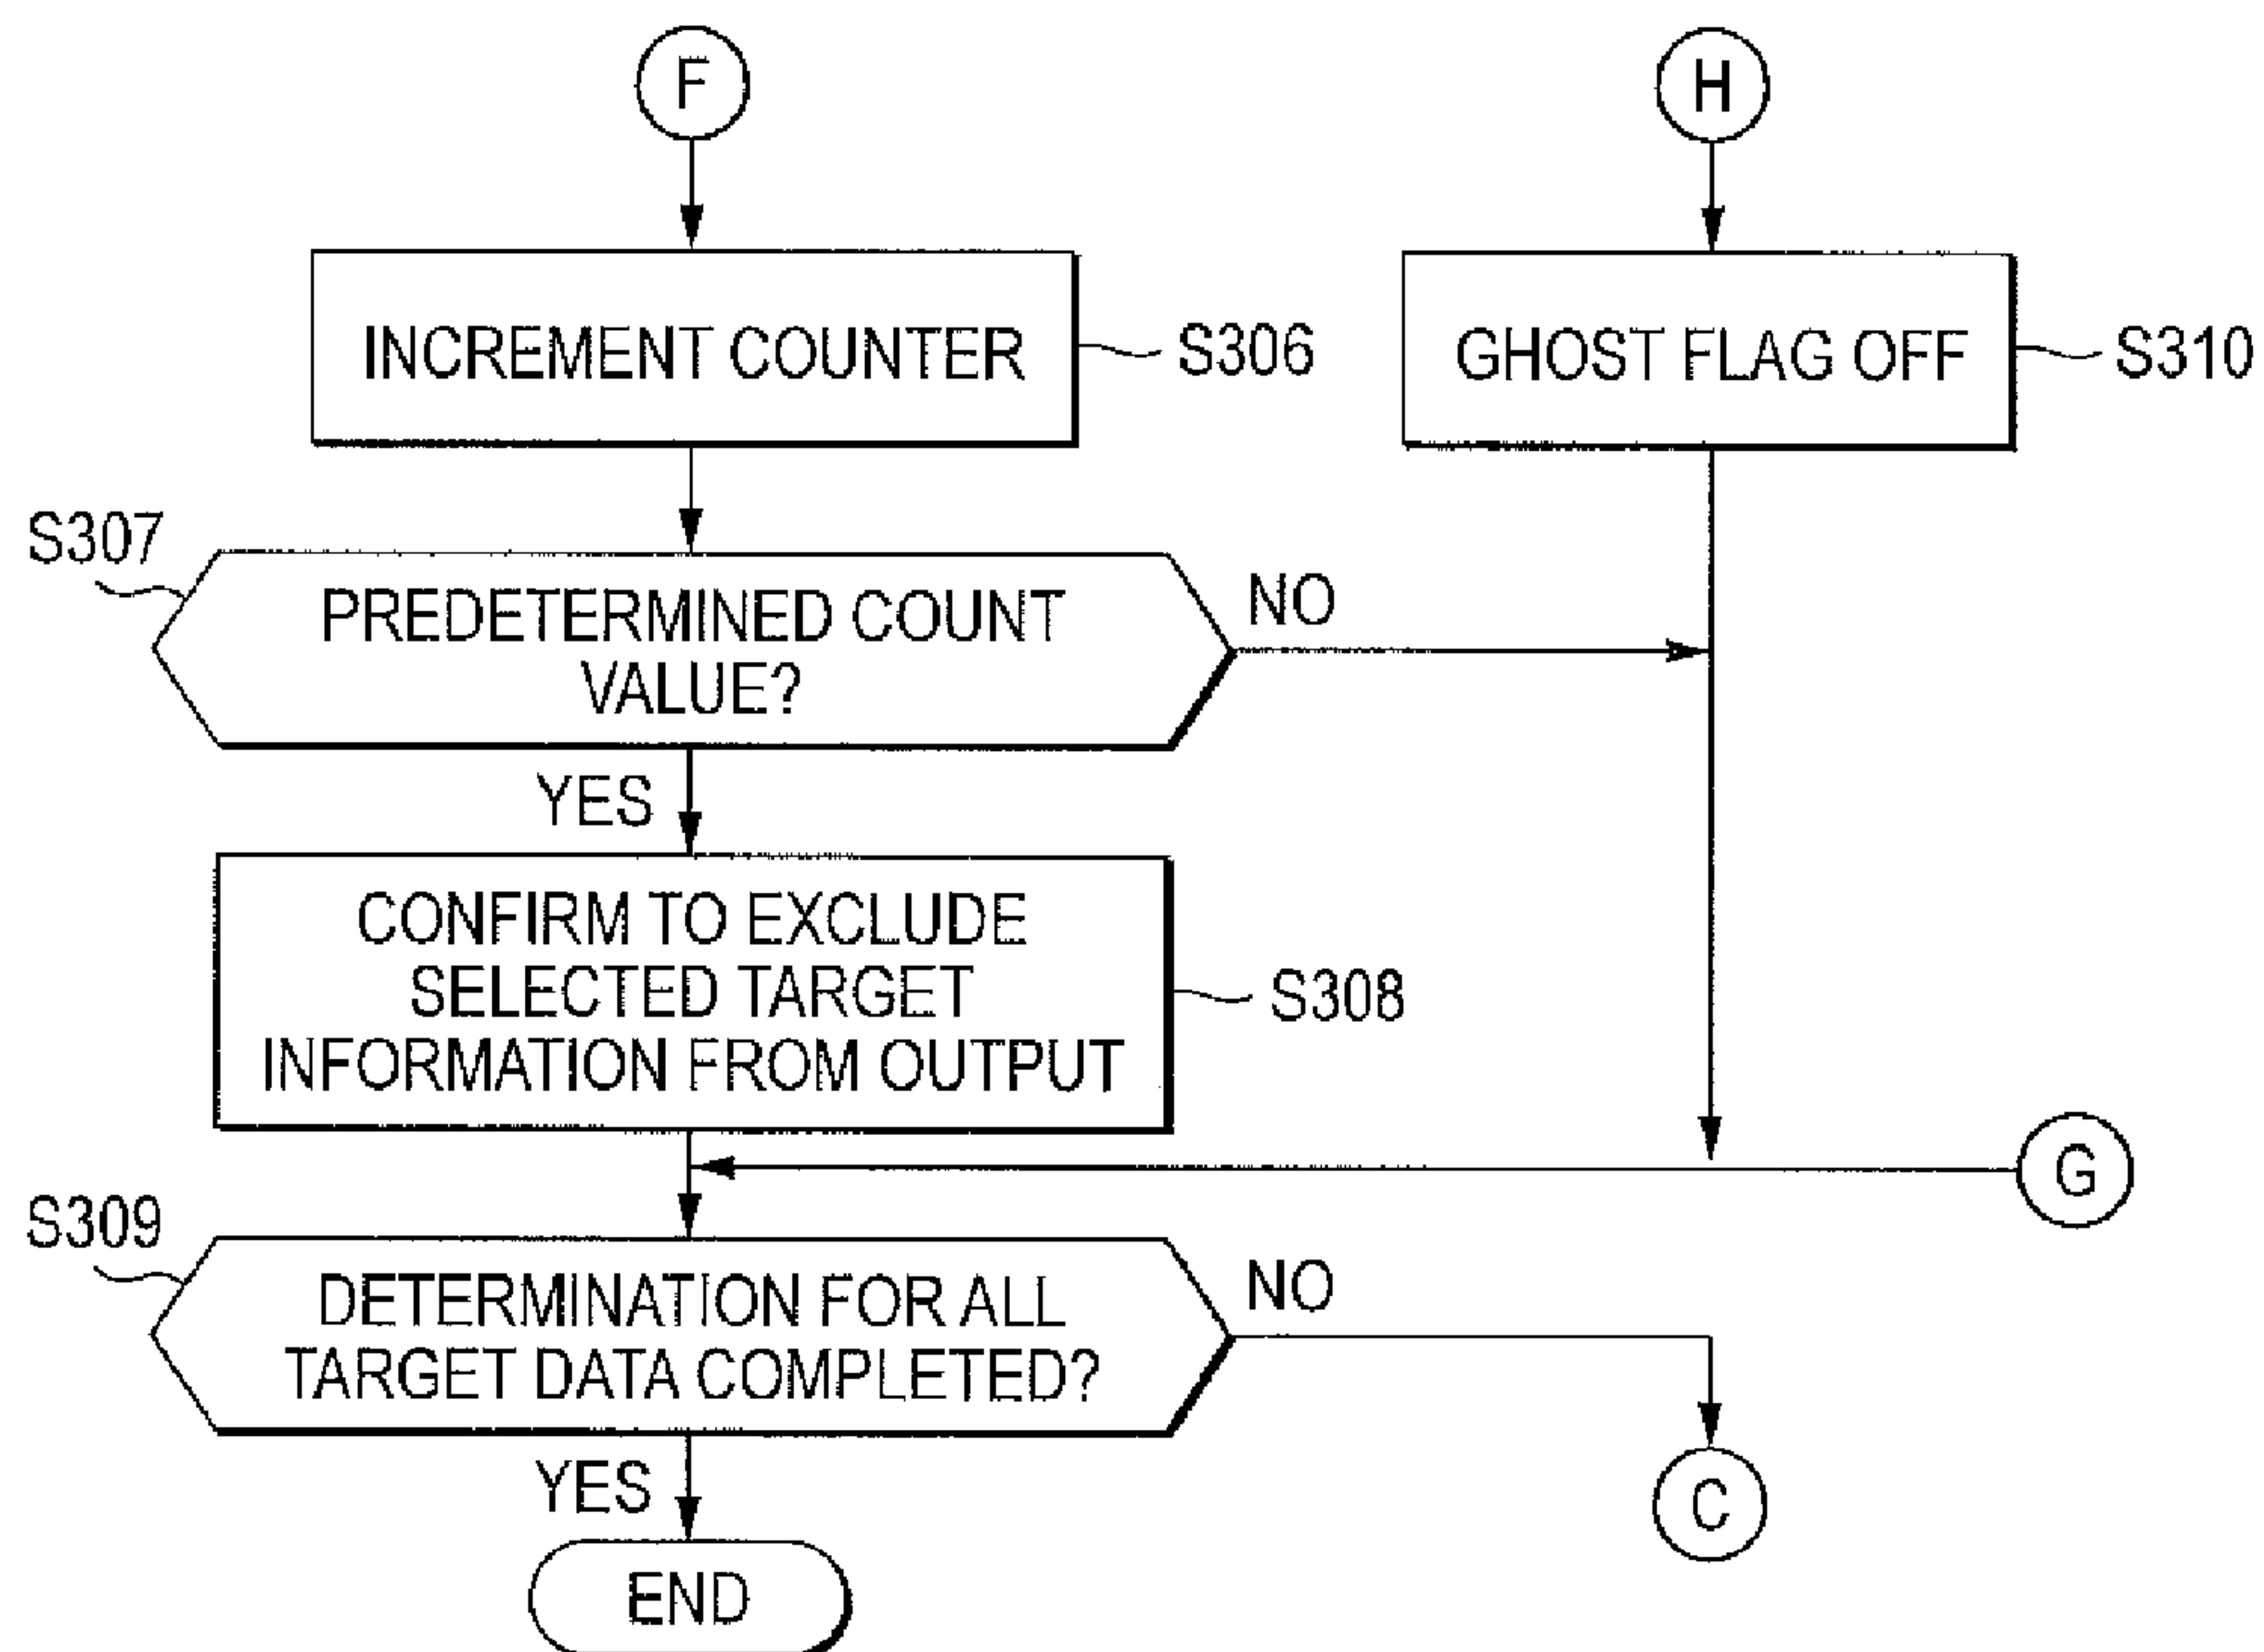 F
H
INCREMENT COUNTER
S306
GHOST FLAG OFF
S310
S307
PREDETERMINED COUNT
VALUE?
NO
YES
CONFIRM TO EXCLUDE
SELECTED TARGET
INFORMATION FROM OUTPUT
S308
G
S309
DETERMINATION FOR ALL
TARGET DATA COMPLETED?
NO
YES
C
END